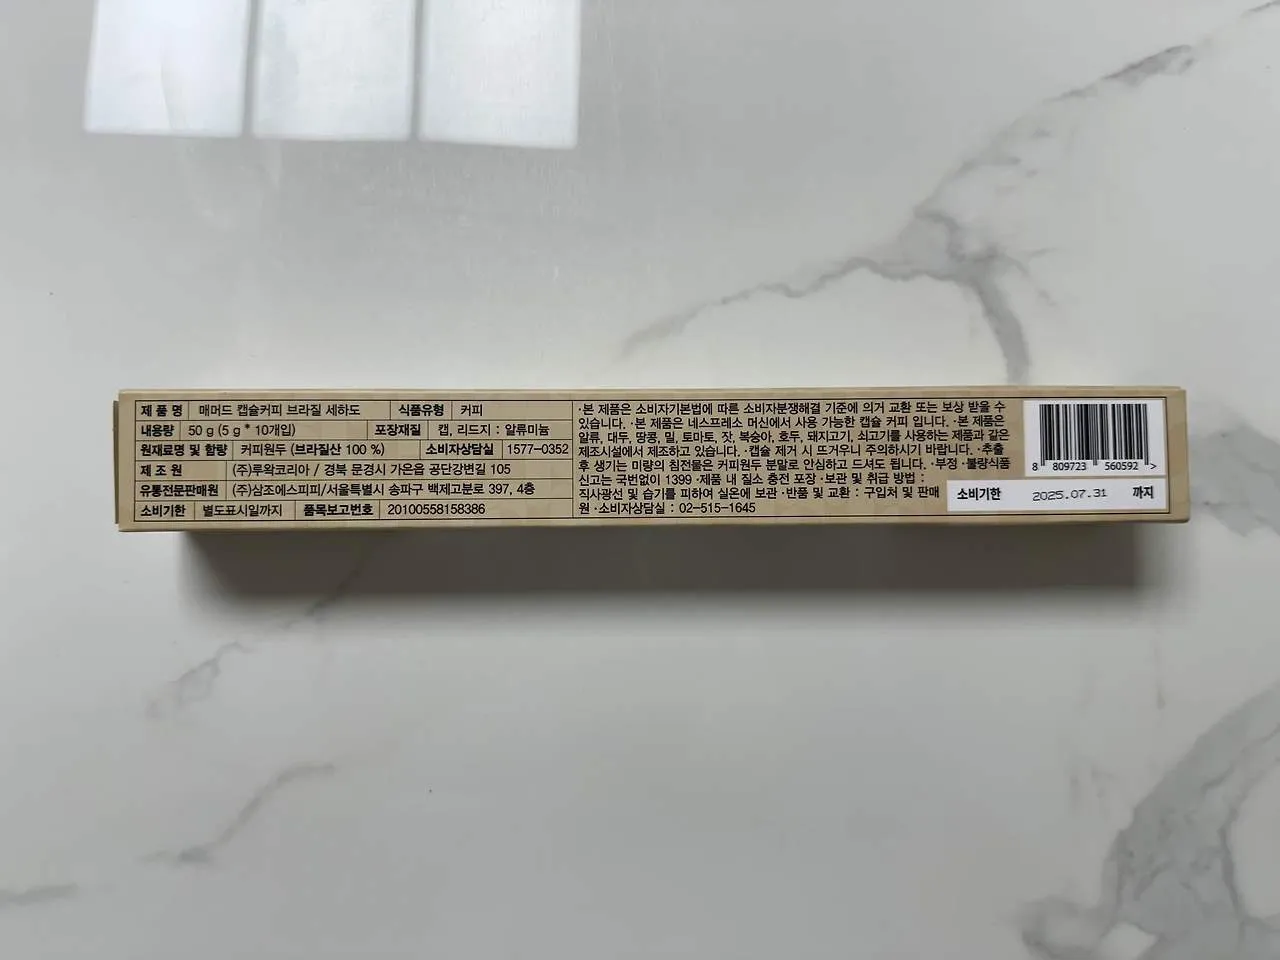 제 품 명 매머드 캡슐커피 브라질 세하도 식품유형 커피
내용량 50 g (5 g * 10개입) 포장재질 캡, 리드지 : 알류미늄
원재료명 및 함량 커피원두 (브라질산 100 %) 소비자상담실 1577-0352
제 조 원 (주)루왁코리아 / 경북 문경시 가은읍 공단강변길 105
유통전문판매원 (주)삼조에스피피/서울특별시 송파구 백제고분로 397, 4층
소비기한 별도표시일까지 품목보고번호 20100558158386
·본 제품은 소비자기본법에 따른 소비자분쟁해결 기준에 의거 교환 또는 보상 받을 수
있습니다. ·본 제품은 네스프레소 머신에서 사용 가능한 캡슐 커피 입니다. ·본 제품은
알류, 대두, 땅콩, 밀, 토마토, 잣, 복숭아, 호두, 돼지고기, 쇠고기를 사용하는 제품과 같은
제조시설에서 제조하고 있습니다. ·캡슐 제거 시 뜨거우니 주의하시기 바랍니다. ·추출
후 생기는 미량의 침전물은 커피원두 분말로 안심하고 드셔도 됩니다. ·부정 ·불량식품
신고는 국번없이 1399 ·제품 내 질소 충전 포장 ·보관 및 취급 방법 :
직사광선 및 습기를 피하여 실온에 보관 ·반품 및 교환 : 구입처 및 판매
원 ·소비자상담실 : 02-515-1645
8 809723 560592 >
소비기한 2025.07.31 까지